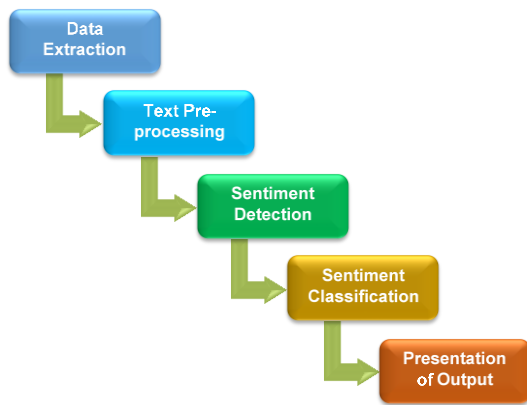 Data
Extraction
Text Pre-
processing
Sentiment
Detection
Sentiment
Classification
Presentation
of Output